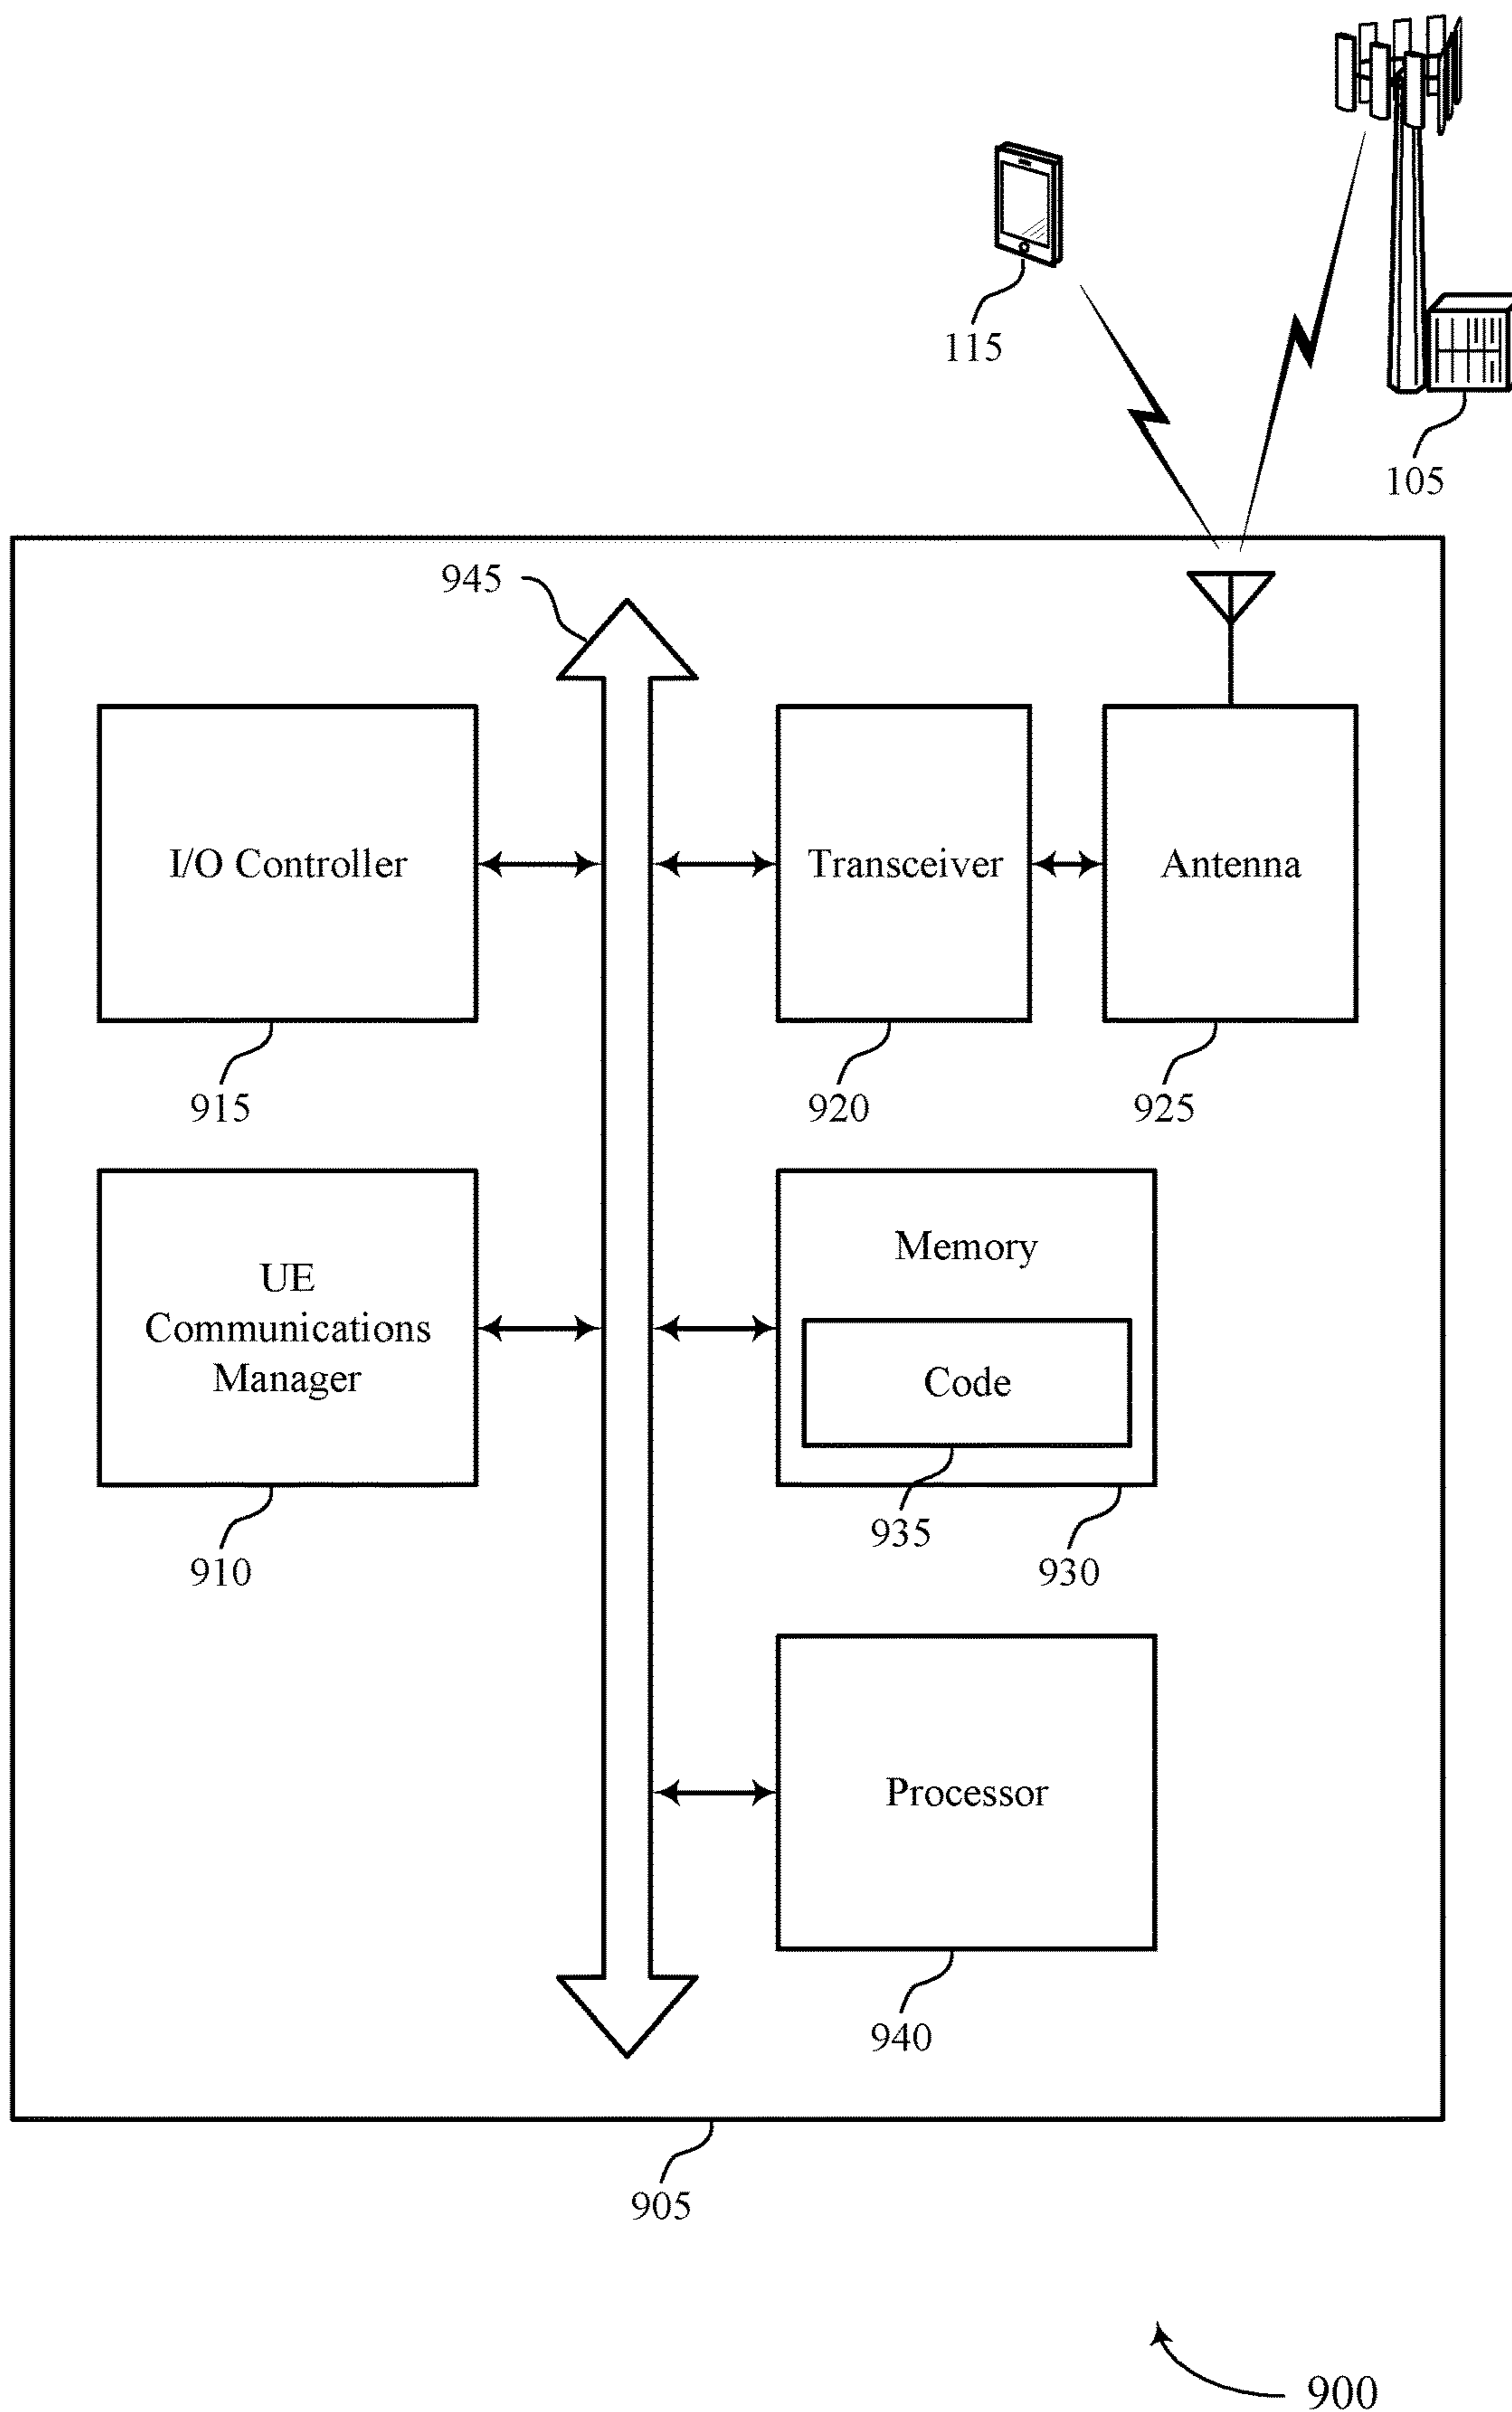 115
105
945
I/O Controller
Transceiver
Antenna
915
920
925
UE
Communications
Manager
Memory
Code
935
930
910
Processor
940
905
900